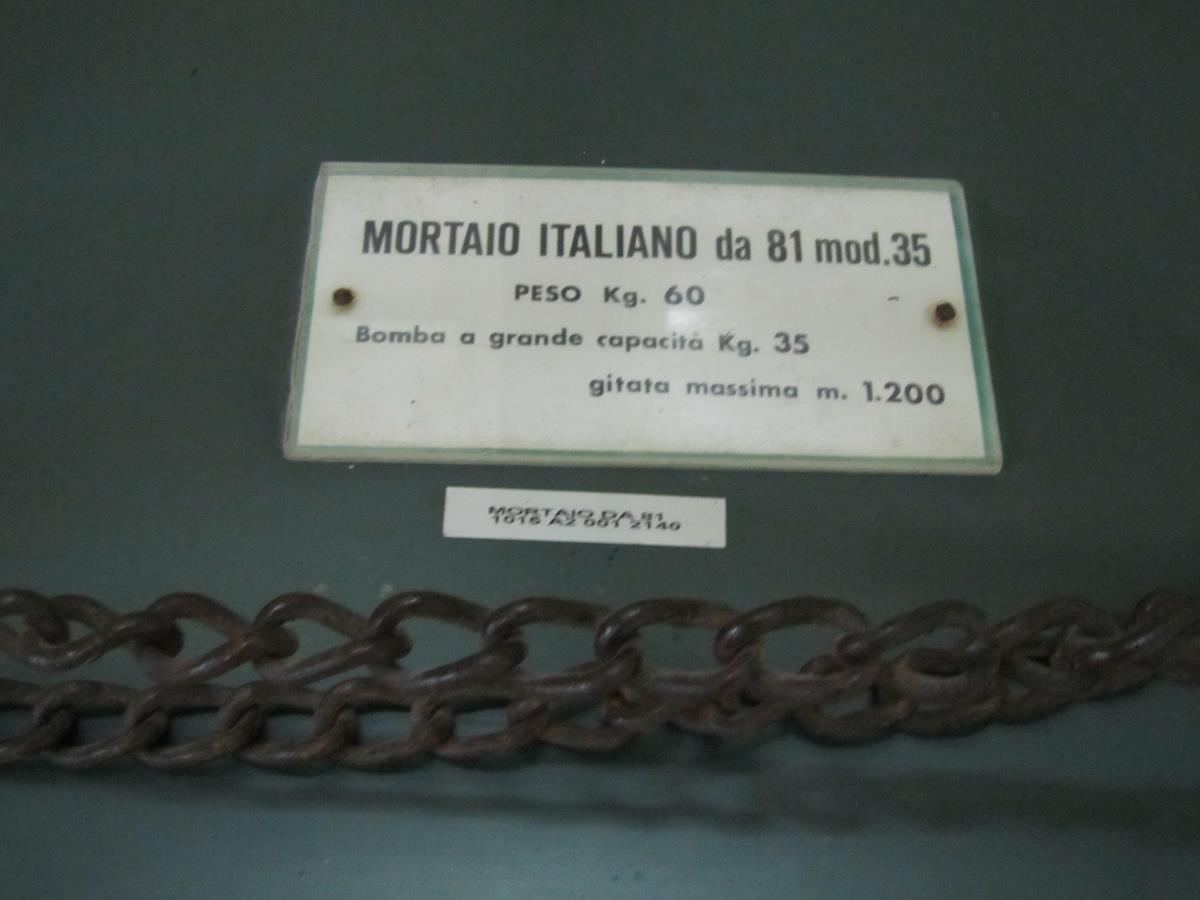 MORTAIO ITALIANO da 81 mod.35
PESO Kg. 60
Bomba a grande capacità Kg. 35
gitata massima m. 1.200
MORTAIO DA 81
1015 A2 001 2140